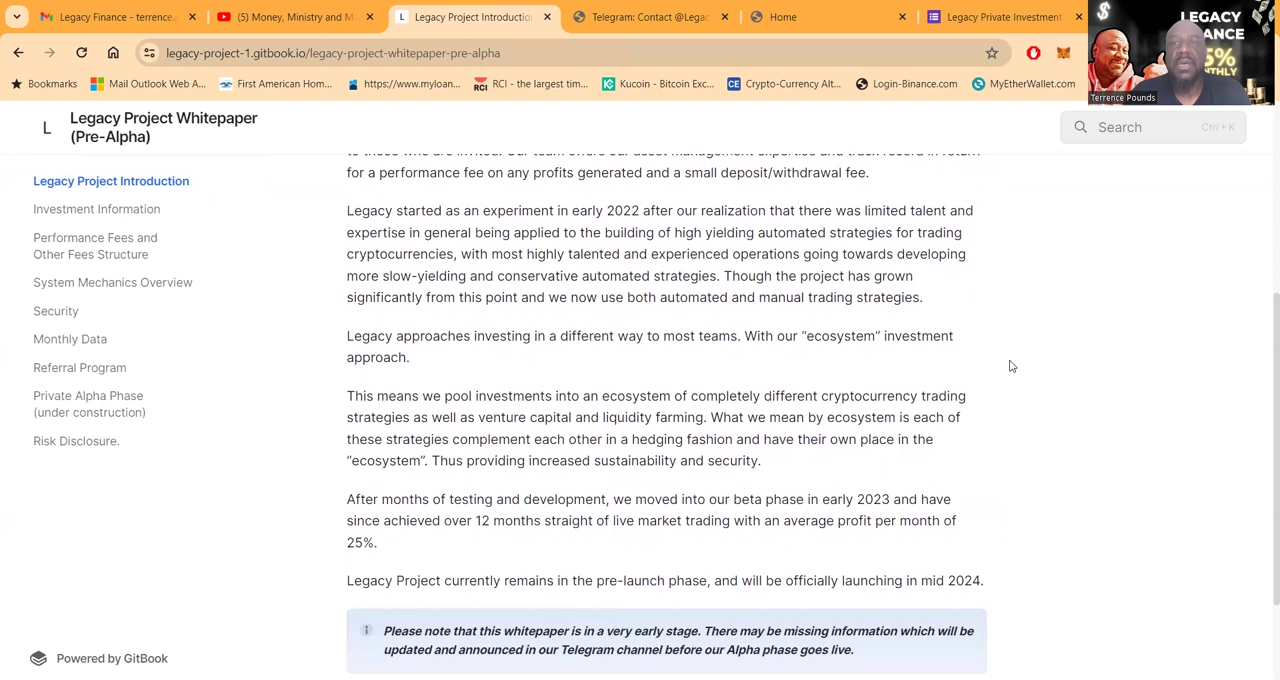 Legacy Finance - terrence.
(5) Money, Ministry and M
Legacy Project Introductio
Telegram: Contact @Legac
Home
Legacy Private Investment
legacy-project-1.gitbook.io/legacy-project-whitepaper-pre-alpha
Bookmarks
Mail Outlook Web A...
First American Hom...
https://www.myloan...
RCI - the largest tim...
Kucoin - Bitcoin Exc...
Crypto-Currency Alt...
Login-Binance.com
MyEtherWallet.com
LEGACY
5%
MONTHLY
Terrence Pounds
L
Legacy Project Whitepaper
(Pre-Alpha)
Search
Ctrl + K
Legacy Project Introduction
Investment Information
Performance Fees and
Other Fees Structure
System Mechanics Overview
Security
Monthly Data
Referral Program
Private Alpha Phase
(under construction)
Risk Disclosure.
Powered by GitBook
to those who are invited. Our team offers our asset management expertise and track record in return
for a performance fee on any profits generated and a small deposit/withdrawal fee.
Legacy started as an experiment in early 2022 after our realization that there was limited talent and
expertise in general being applied to the building of high yielding automated strategies for trading
cryptocurrencies, with most highly talented and experienced operations going towards developing
more slow-yielding and conservative automated strategies. Though the project has grown
significantly from this point and we now use both automated and manual trading strategies.
Legacy approaches investing in a different way to most teams. With our “ecosystem” investment
approach.
This means we pool investments into an ecosystem of completely different cryptocurrency trading
strategies as well as venture capital and liquidity farming. What we mean by ecosystem is each of
these strategies complement each other in a hedging fashion and have their own place in the
“ecosystem”. Thus providing increased sustainability and security.
After months of testing and development, we moved into our beta phase in early 2023 and have
since achieved over 12 months straight of live market trading with an average profit per month of
25%.
Legacy Project currently remains in the pre-launch phase, and will be officially launching in mid 2024.
Please note that this whitepaper is in a very early stage. There may be missing information which will be
updated and announced in our Telegram channel before our Alpha phase goes live.